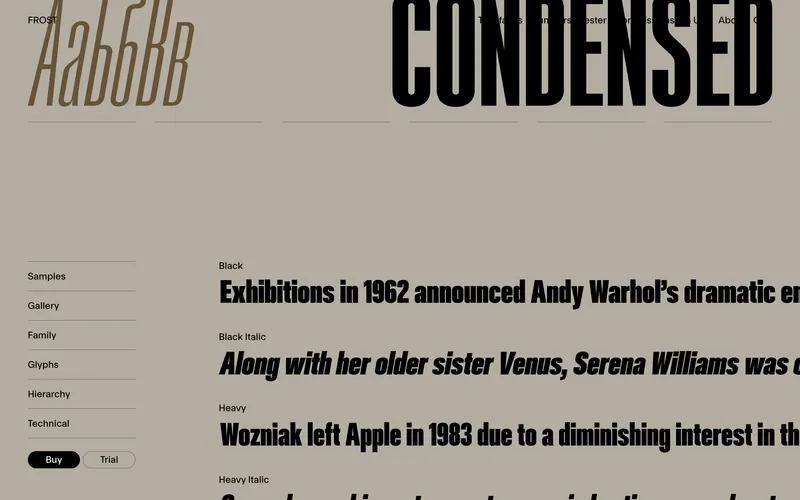 FROST
АаЬбВв
CONDENSED
Samples
Gallery
Family
Glyphs
Hierarchy
Technical
Buy
Trial
Black
Exhibitions in 1962 announced Andy Warhol’s dramatic
Black Italic
Along with her older sister Venus, Serena Williams was
Heavy
Wozniak left Apple in 1983 due to a diminishing interest in
Heavy Italic